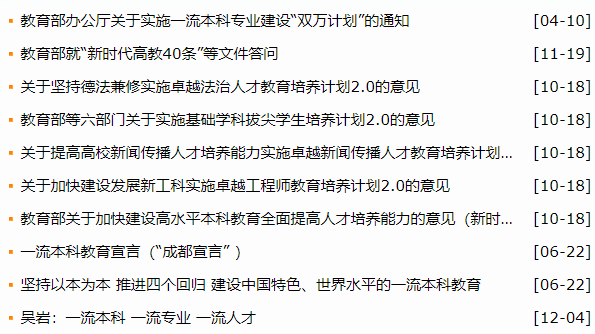 教育部办公厅关于实施一流本科专业建设“双万计划”的通知 [04-10]
教育部就“新时代高教40条”等文件答问 [11-19]
关于坚持德法兼修实施卓越法治人才教育培养计划2.0的意见 [10-18]
教育部等六部门关于实施基础学科拔尖学生培养计划2.0的意见 [10-18]
关于提高高校新闻传播人才培养能力实施卓越新闻传播人才教育培养计划... [10-18]
关于加快建设发展新工科实施卓越工程师教育培养计划2.0的意见 [10-18]
教育部关于加快建设高水平本科教育全面提高人才培养能力的意见（新时... [10-18]
一流本科教育宣言（“成都宣言”） [06-22]
坚持以本为本 推进四个回归 建设中国特色、世界水平的一流本科教育 [06-22]
吴岩：一流本科 一流专业 一流人才 [12-04]